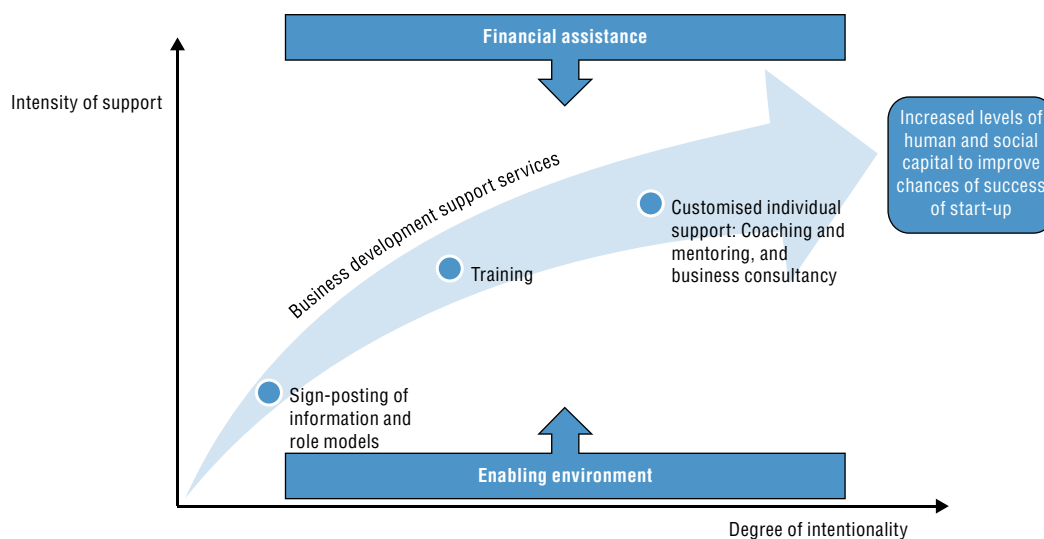 Financial assistance
Intensity of support
Increased levels of
human and social
capital to improve
chances of success
of start-up
Business development support services
Customised individual
support: Coaching and
mentoring, and
business consultancy
Training
Sign-posting of
information and
role models
Enabling environment
Degree of intentionality